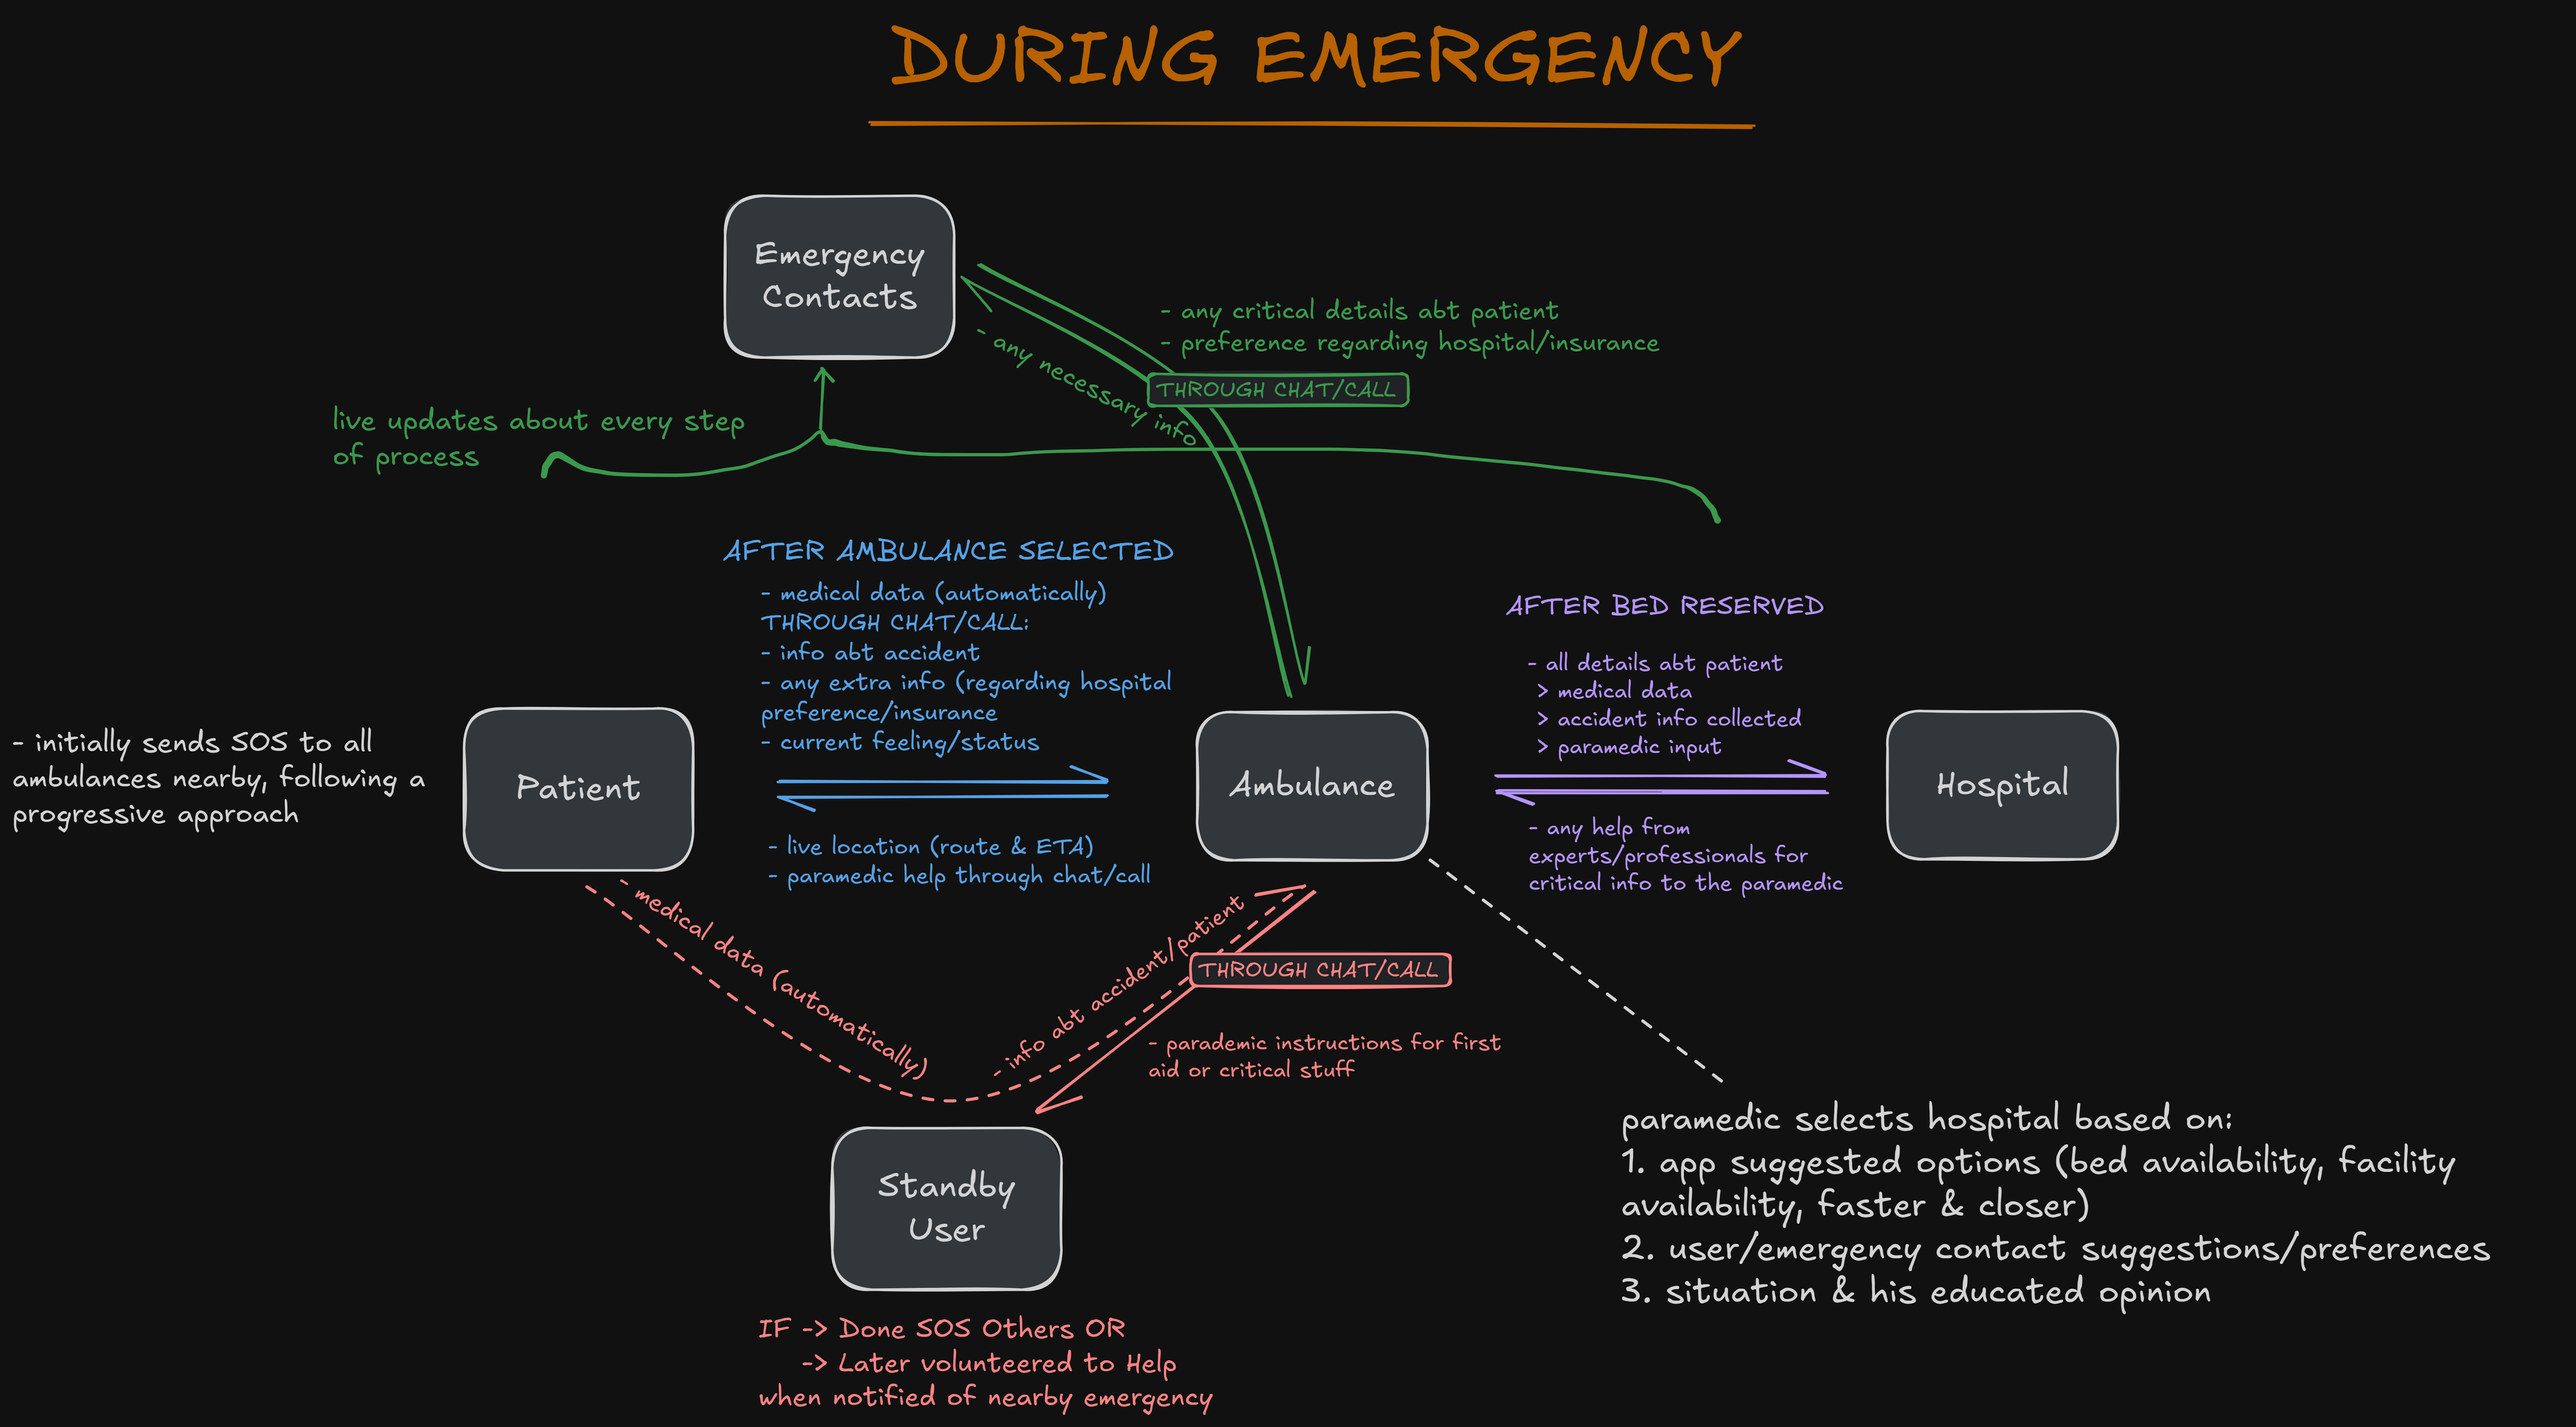 DURING EMERGENCY
Emergency
Contacts
- any critical details abt patient
- preference regarding hospital/insurance
THROUGH CHAT/CALL
- any necessary info
live updates about every step
of process
AFTER AMBULANCE SELECTED
- medical data (automatically)
THROUGH CHAT/CALL:
- info abt accident
- any extra info (regarding hospital
preference/insurance
- current feeling/status
AFTER BED RESERVED
- all details abt patient
> medical data
> accident info collected
> paramedic input
- initially sends SOS to all
ambulances nearby, following a
progressive approach
Patient
Ambulance
Hospital
- live location (route & ETA)
- paramedic help through chat/call
- any help from
experts/professionals for
critical info to the paramedic
- medical data (automatically)
- info abt accident/patient
THROUGH CHAT/CALL
- parademic instructions for first
aid or critical stuff
Standby
User
IF -> Done SOS Others OR
-> Later volunteered to Help
when notified of nearby emergency
paramedic selects hospital based on:
1. app suggested options (bed availability, facility
availability, faster & closer)
2. user/emergency contact suggestions/preferences
3. situation & his educated opinion